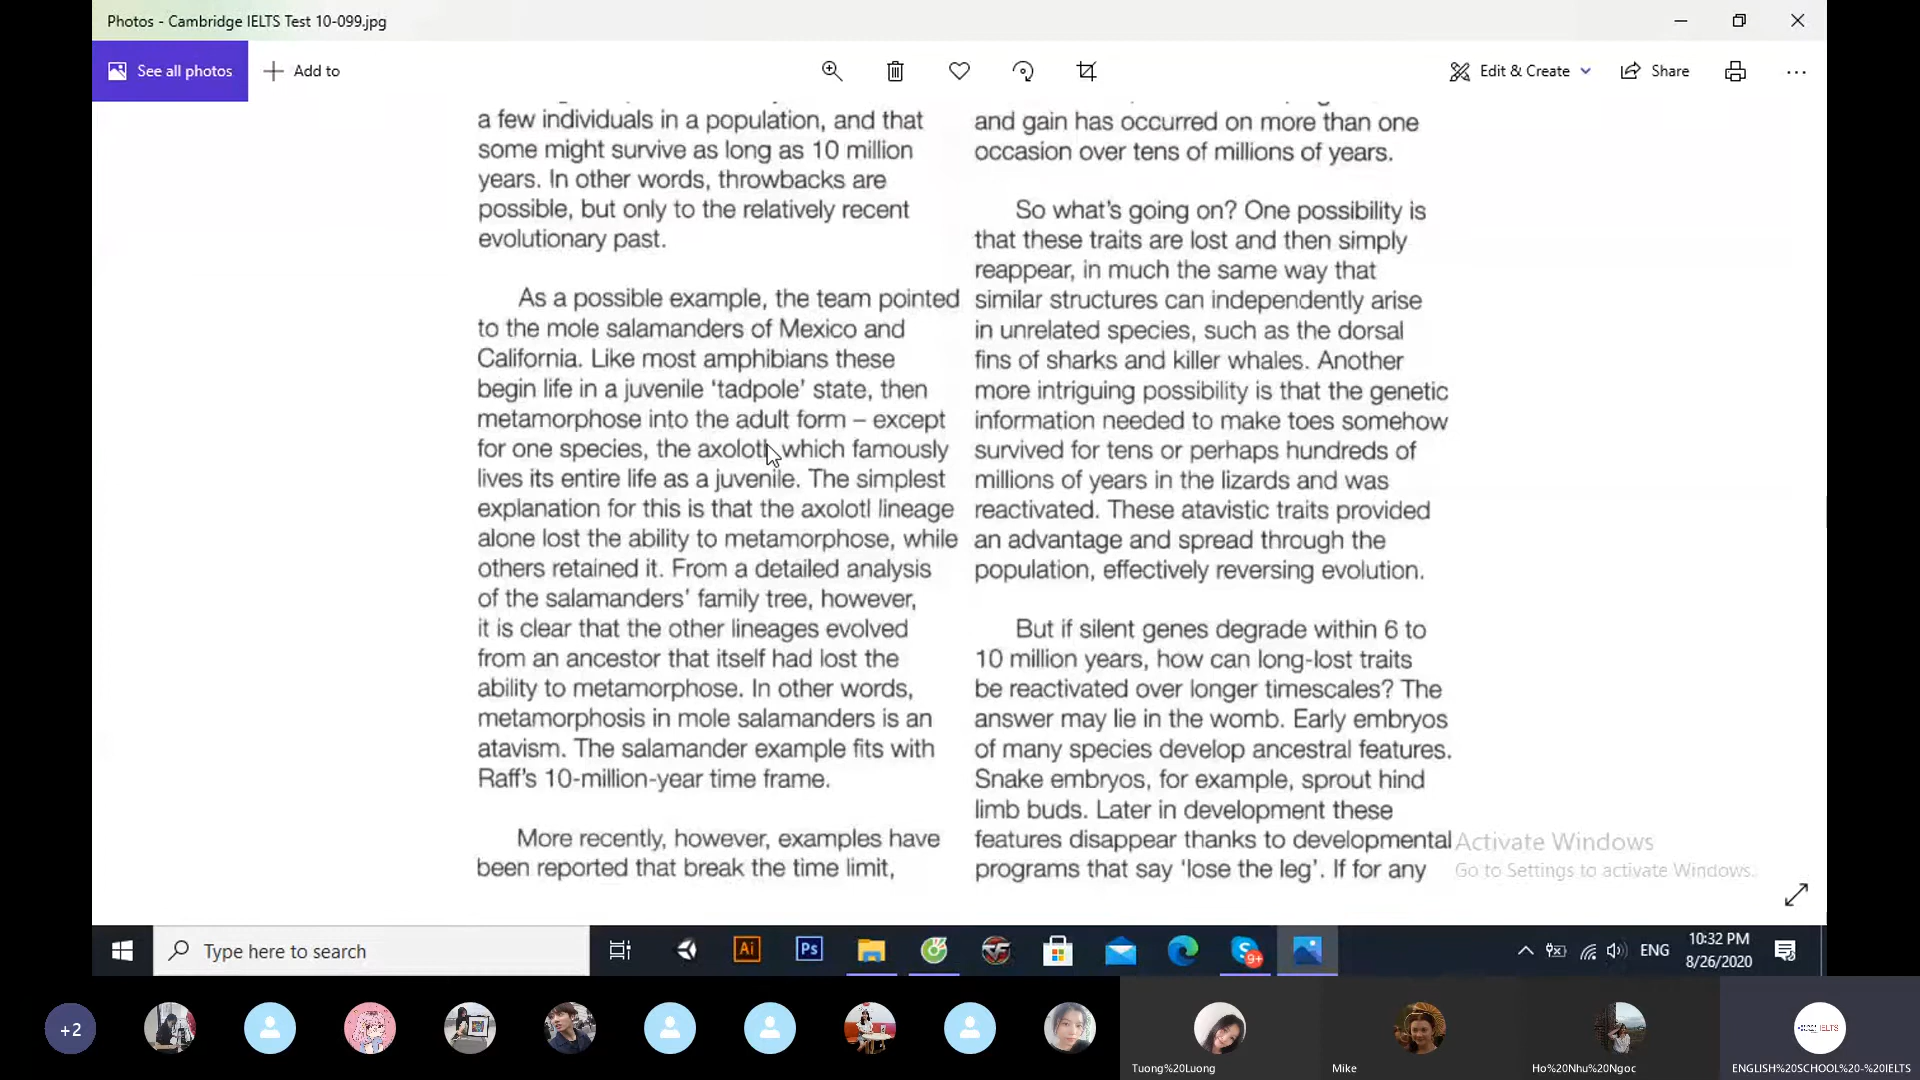 Photos - Cambridge IELTS Test 10-099.jpg
See all photos
Add to
Edit & Create
Share
a few individuals in a population, and that
some might survive as long as 10 million
years. In other words, throwbacks are
possible, but only to the relatively recent
evolutionary past.
As a possible example, the team pointed
to the mole salamanders of Mexico and
California. Like most amphibians these
begin life in a juvenile ‘tadpole’ state, then
metamorphose into the adult form – except
for one species, the axolotl, which famously
lives its entire life as a juvenile. The simplest
explanation for this is that the axolotl lineage
alone lost the ability to metamorphose, while
others retained it. From a detailed analysis
of the salamanders’ family tree, however,
it is clear that the other lineages evolved
from an ancestor that itself had lost the
ability to metamorphose. In other words,
metamorphosis in mole salamanders is an
atavism. The salamander example fits with
Raff’s 10-million-year time frame.
More recently, however, examples have
been reported that break the time limit,
and gain has occurred on more than one
occasion over tens of millions of years.
So what’s going on? One possibility is
that these traits are lost and then simply
reappear, in much the same way that
similar structures can independently arise
in unrelated species, such as the dorsal
fins of sharks and killer whales. Another
more intriguing possibility is that the genetic
information needed to make toes somehow
survived for tens or perhaps hundreds of
millions of years in the lizards and was
reactivated. These atavistic traits provided
an advantage and spread through the
population, effectively reversing evolution.
But if silent genes degrade within 6 to
10 million years, how can long-lost traits
be reactivated over longer timescales? The
answer may lie in the womb. Early embryos
of many species develop ancestral features.
Snake embryos, for example, sprout hind
limb buds. Later in development these
features disappear thanks to developmental
programs that say ‘lose the leg’. If for any
Activate Windows
Go to Settings to activate Windows.
Type here to search
Ai
Ps
9+
ENG
10:32 PM
8/26/2020
+2
Tuong%20Luong
Mike
Ho%20Nhu%20Ngoc
ENGLISH%20SCHOOL%20-%20IELTS